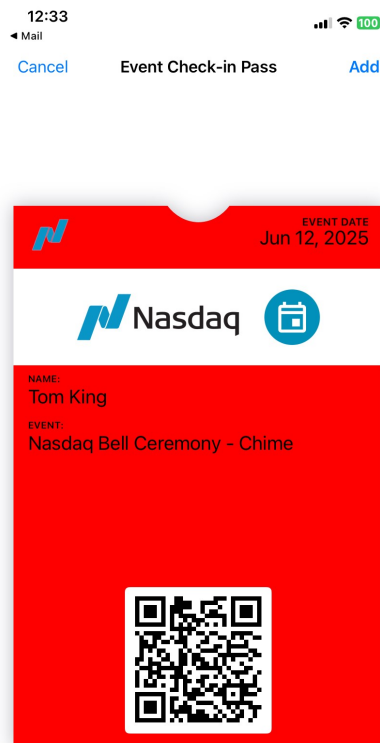 12:33
100
◀ Mail
Cancel
Event Check-in Pass
Add
EVENT DATE
Jun 12, 2025
Nasdaq
NAME:
Tom King
EVENT:
Nasdaq Bell Ceremony - Chime